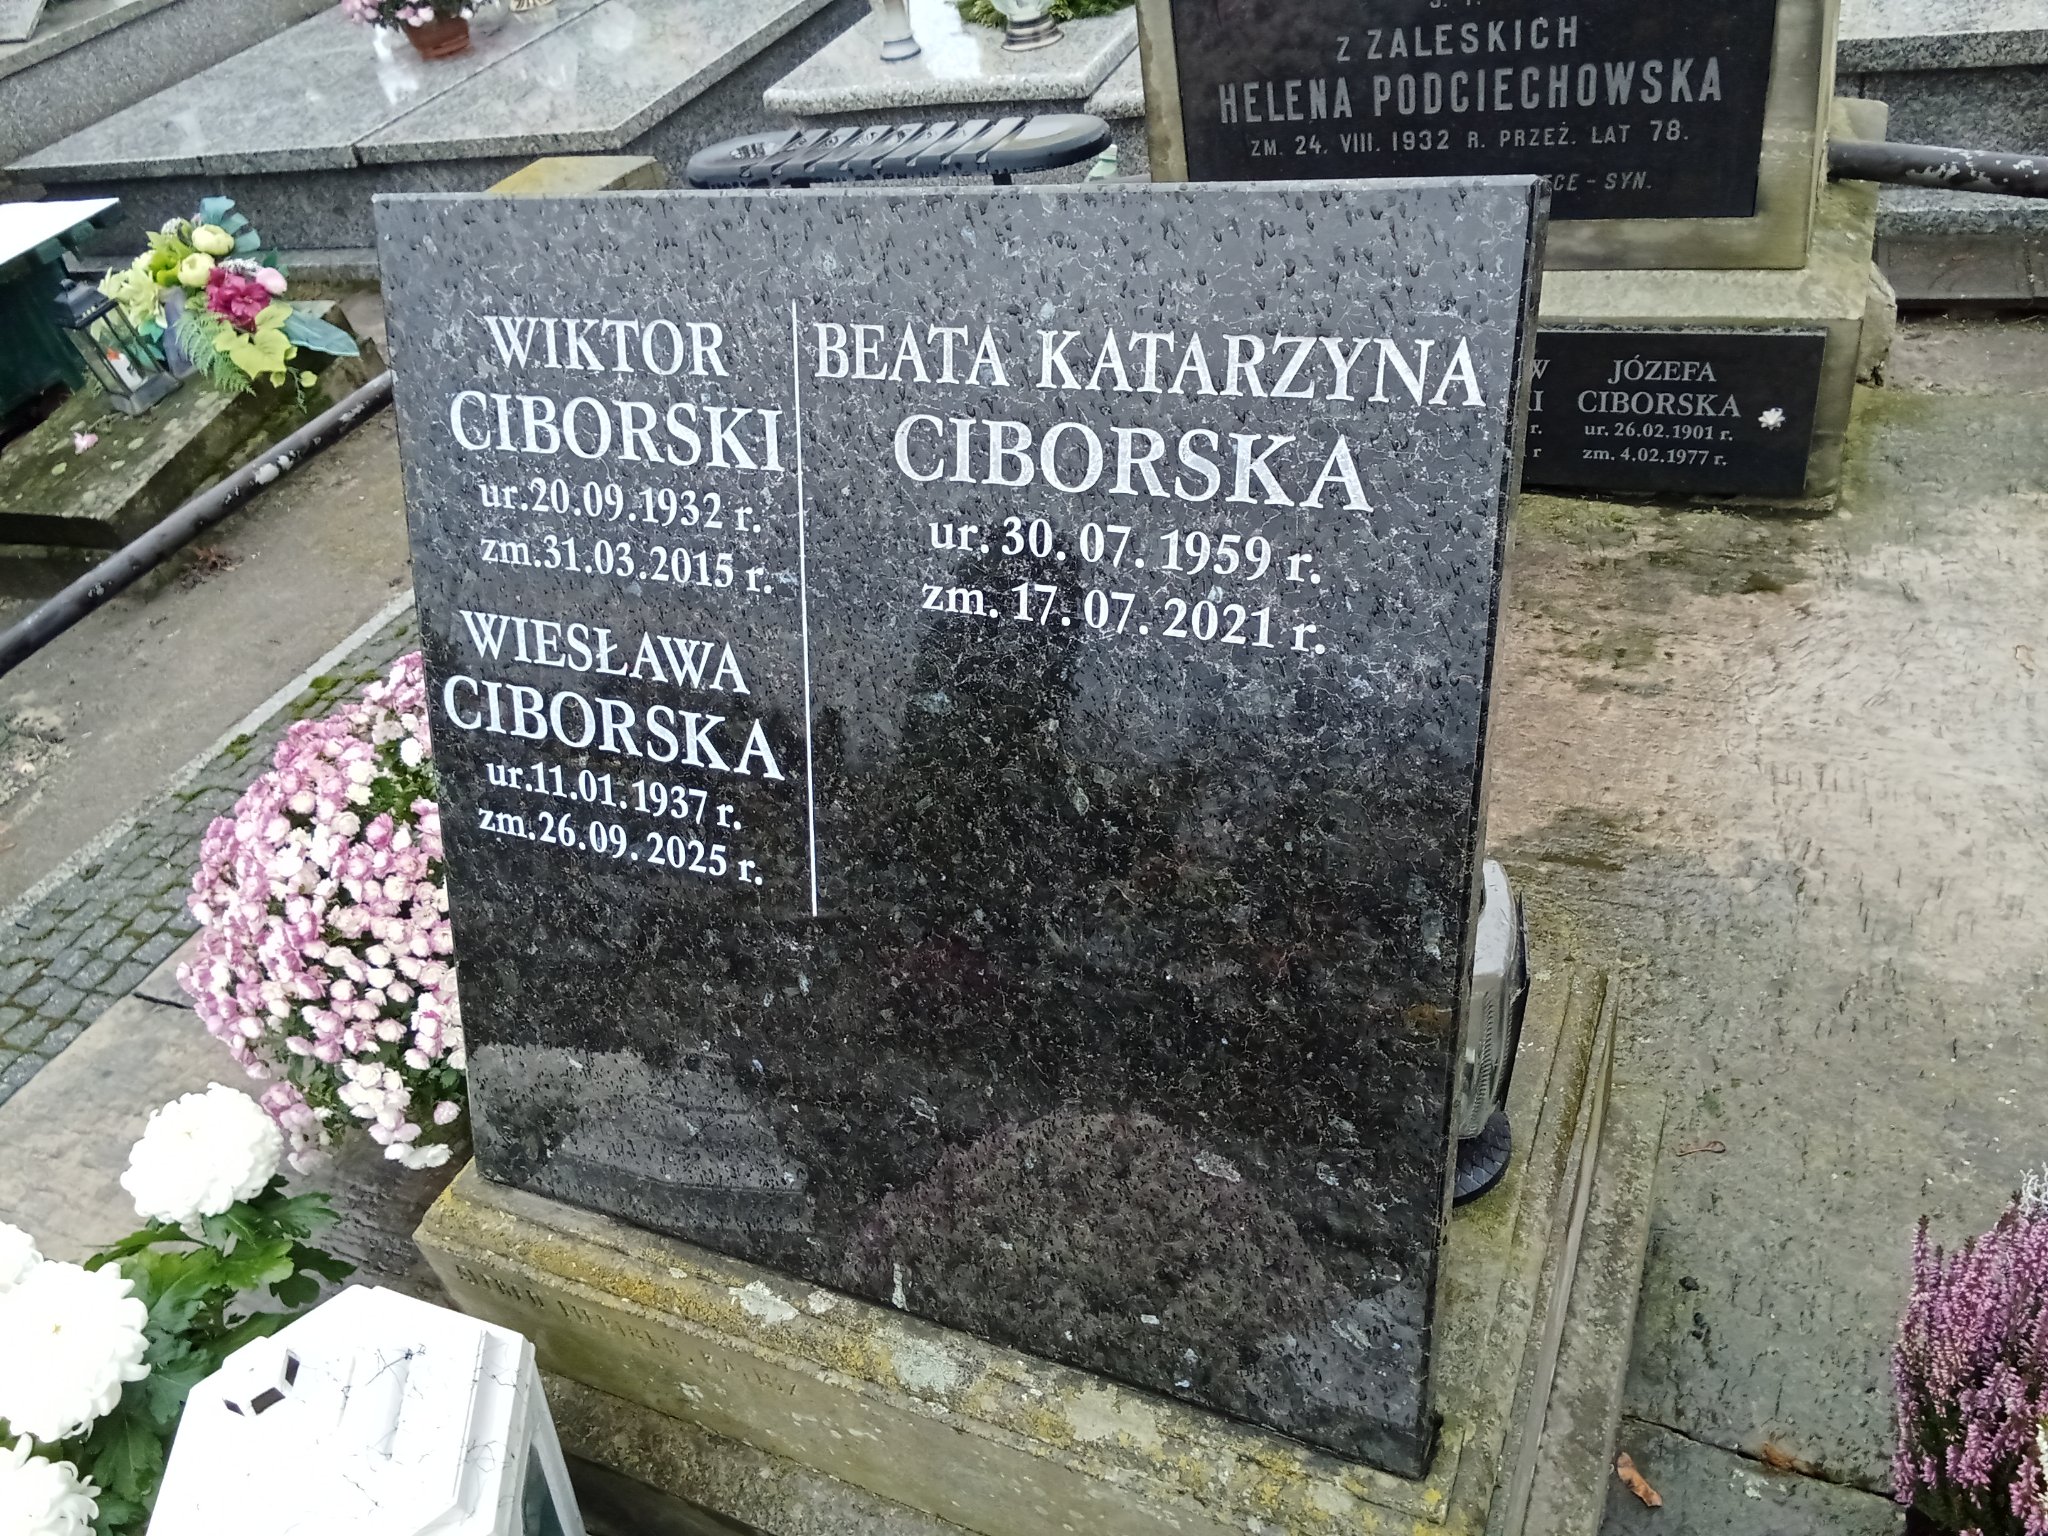 Z ZALESKICH
HELENA PODCIECHOWSKA
ZM. 24. VIII. 1932 R. PRZEŻ. LAT 78.
SYN.
WIKTOR
CIBORSKI
ur.20.09.1932 r.
zm.31.03.2015 r.
WIESŁAWA
CIBORSKA
ur.11.01.1937 r.
zm.26.09.2025 r.
BEATA KATARZYNA
CIBORSKA
ur. 30. 07. 1959 r.
zm. 17. 07. 2021 r.
JÓZEFA
CIBORSKA
ur. 26.02.1901 r.
zm. 4.02.1977 r.